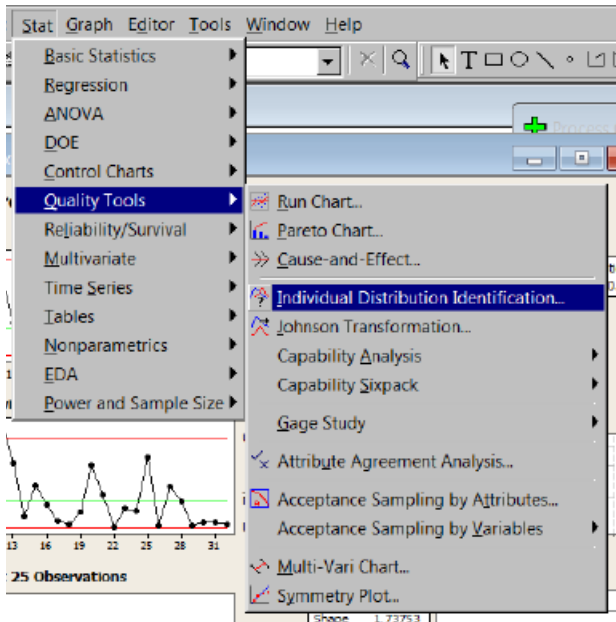 Stat Graph Editor Tools Window Help
Basic Statistics
Regression
ANOVA
DOE
Control Charts
Quality Tools
Reliability/Survival
Multivariate
Time Series
Tables
Nonparametrics
EDA
Power and Sample Size
Process
Run Chart...
Pareto Chart...
Cause-and-Effect...
Individual Distribution Identification...
Johnson Transformation...
Capability Analysis
Capability Sixpack
Gage Study
Attribute Agreement Analysis...
Acceptance Sampling by Attributes...
Acceptance Sampling by Variables
Multi-Vari Chart...
Symmetry Plot...
13 16 19 22 25 28 31
25 Observations
Shape 1.73753